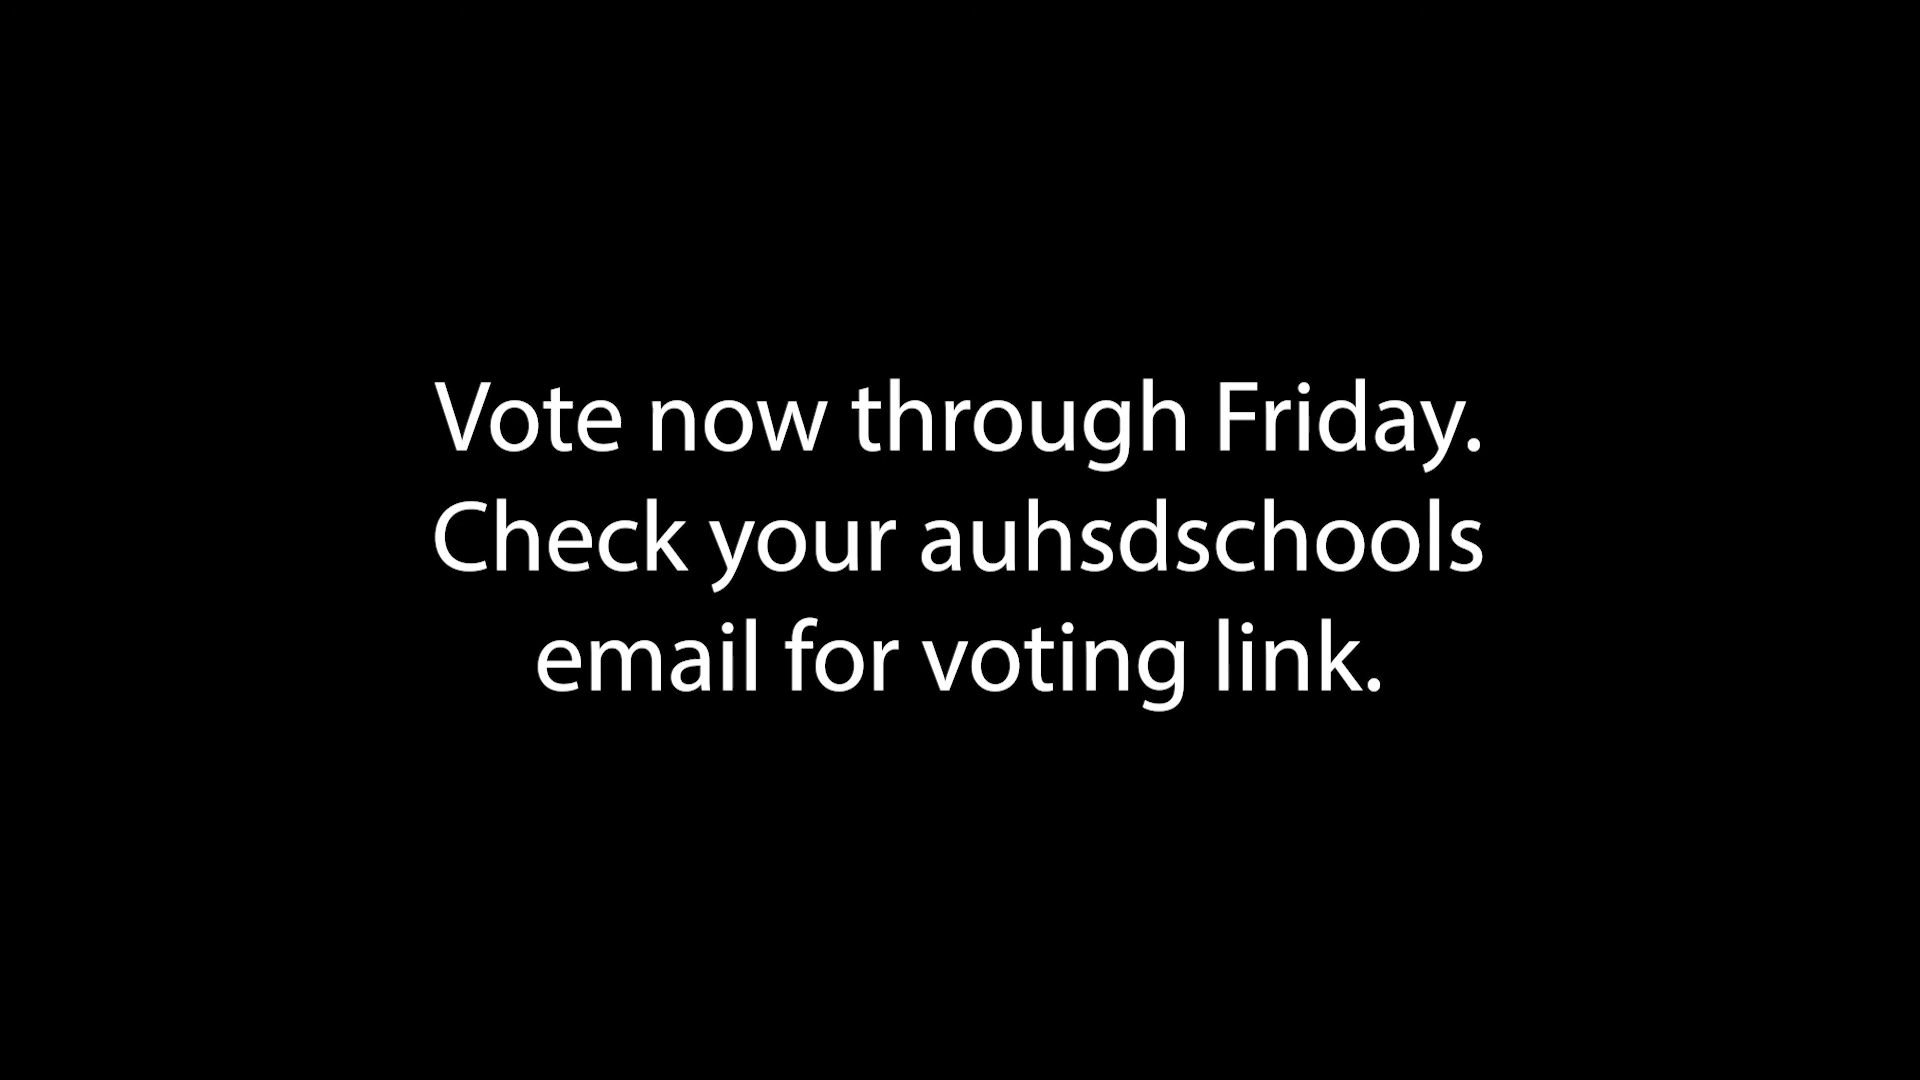 Vote now through Friday.
Check your auhsdschools
email for voting link.